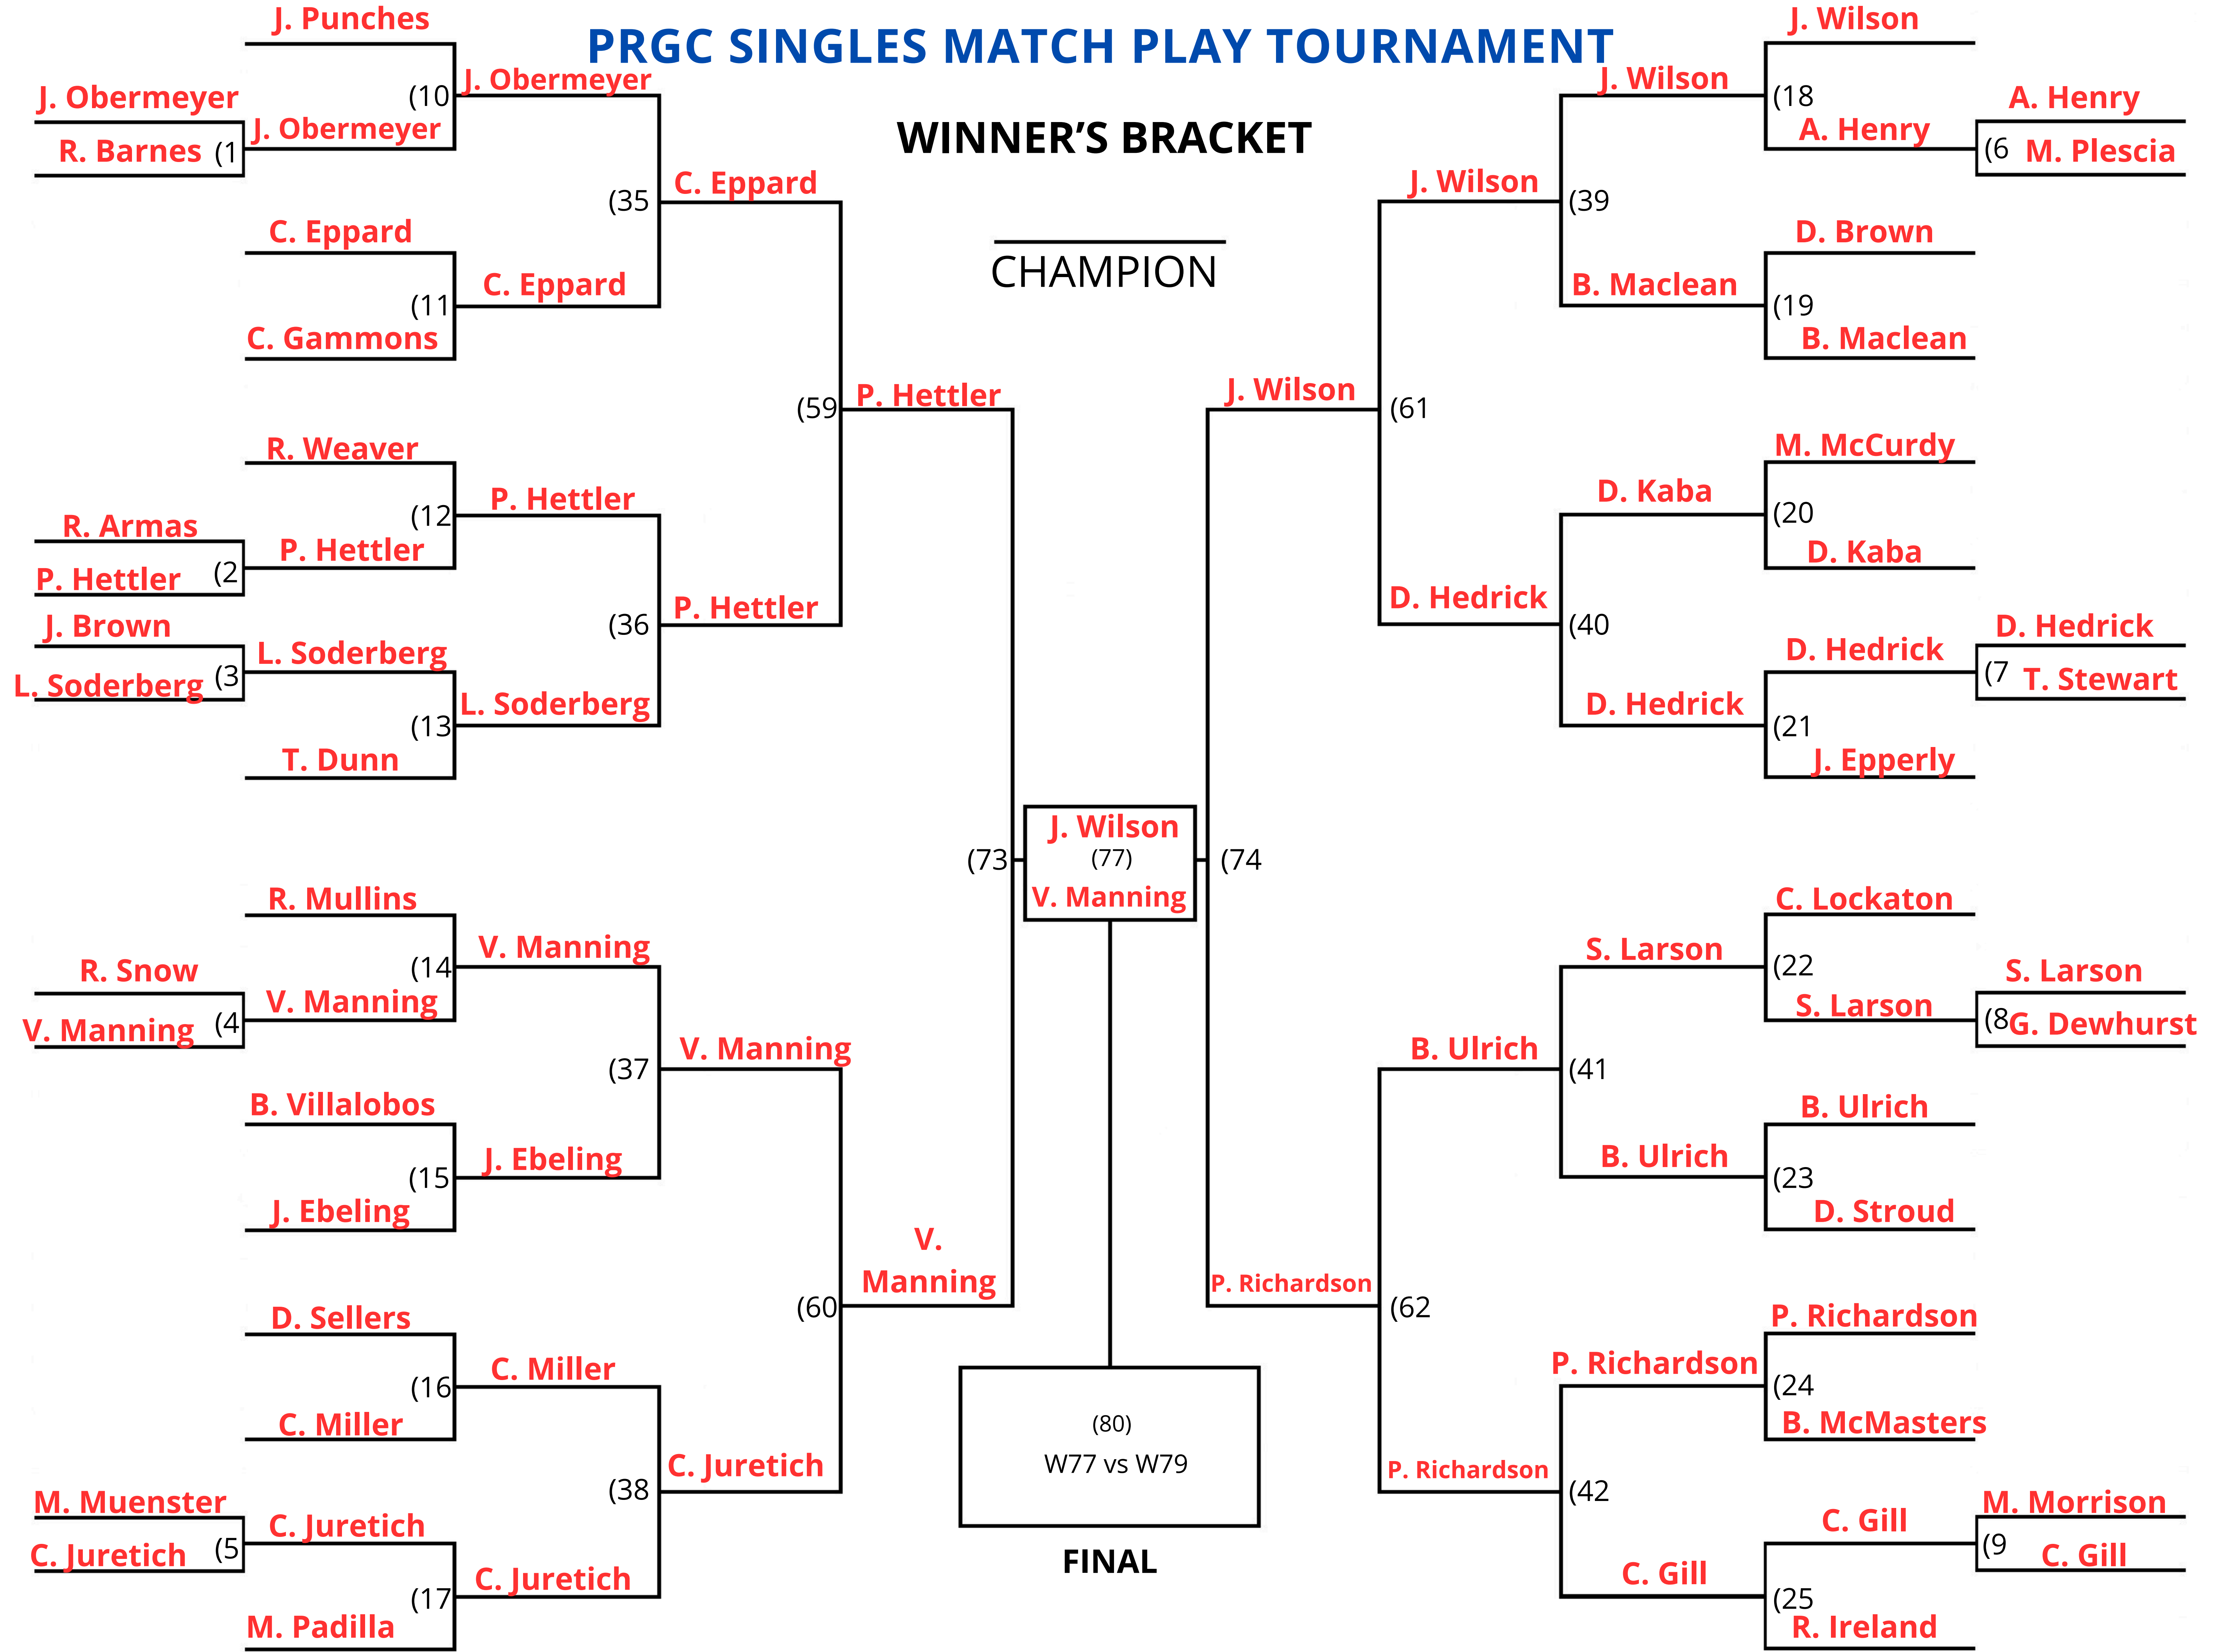 J. Punches
PRGC SINGLES MATCH PLAY TOURNAMENT
J. Wilson
J. Obermeyer
(10
J. Obermeyer
J. Wilson
(18
A. Henry
R. Barnes
(1
J. Obermeyer
WINNER'S BRACKET
A. Henry
(6
M. Plescia
(35
C. Eppard
J. Wilson
(39
C. Eppard
D. Brown
CHAMPION
(11
C. Eppard
B. Maclean
(19
C. Gammons
B. Maclean
(59
P. Hettler
J. Wilson
(61
R. Weaver
M. McCurdy
(12
P. Hettler
D. Kaba
(20
R. Armas
P. Hettler
D. Kaba
P. Hettler
(2
J. Brown
(36
P. Hettler
D. Hedrick
(40
D. Hedrick
L. Soderberg
(3
L. Soderberg
D. Hedrick
(7
T. Stewart
(13
L. Soderberg
D. Hedrick
(21
T. Dunn
J. Epperly
J. Wilson
(73
(77)
(74
V. Manning
R. Mullins
C. Lockaton
(14
V. Manning
S. Larson
(22
R. Snow
S. Larson
V. Manning
(4
V. Manning
S. Larson
(8
G. Dewhurst
(37
V. Manning
B. Ulrich
(41
B. Villalobos
B. Ulrich
(15
J. Ebeling
B. Ulrich
(23
J. Ebeling
D. Stroud
V.
Manning
(60
P. Richardson
(62
D. Sellers
P. Richardson
(16
C. Miller
P. Richardson
(24
C. Miller
B. McMasters
(80)
W77 vs W79
(38
C. Juretich
P. Richardson
(42
M. Muenster
M. Morrison
C. Juretich
(5
C. Juretich
C. Gill
(9
C. Gill
FINAL
(17
C. Juretich
C. Gill
(25
M. Padilla
R. Ireland